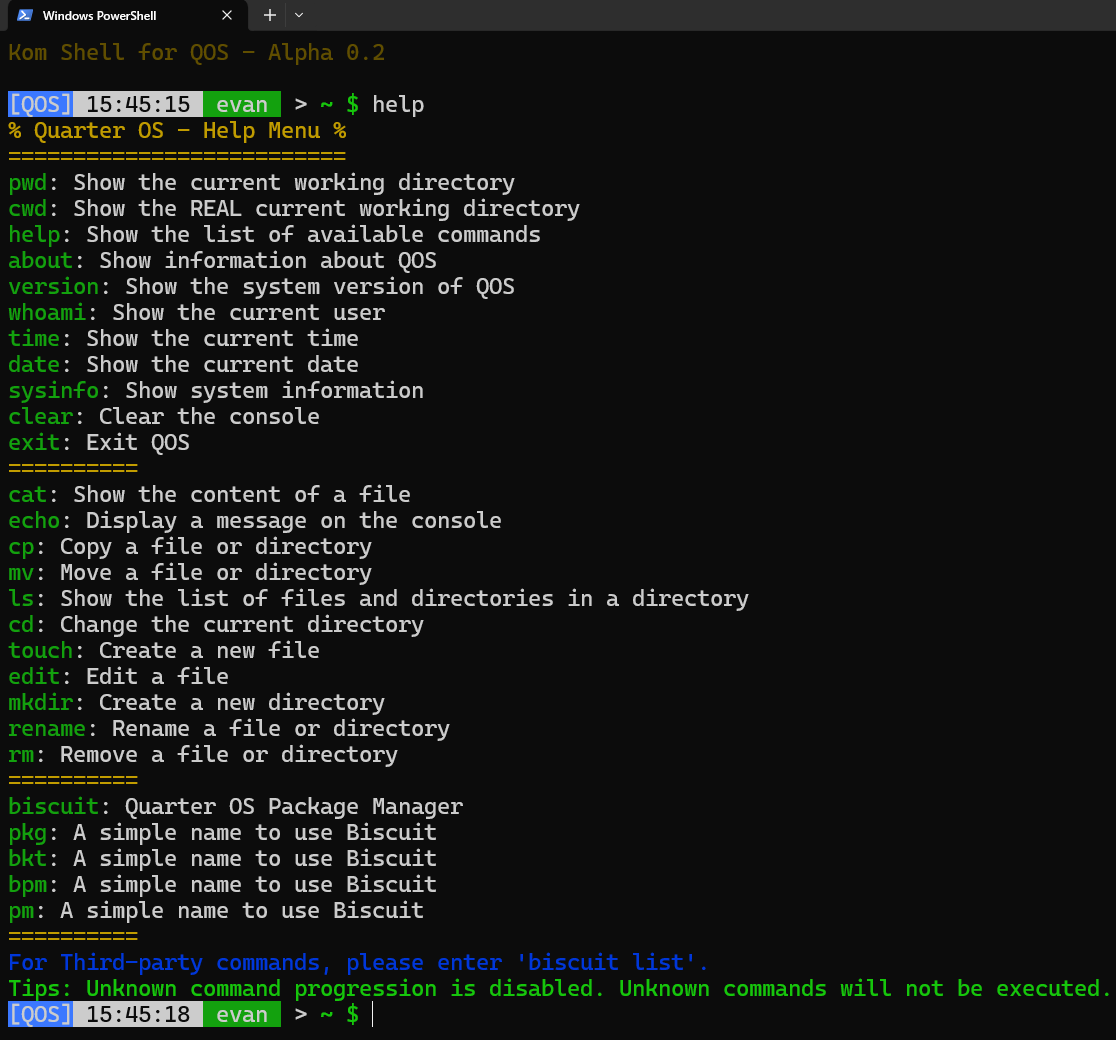 Windows PowerShell
Kom Shell for QOS - Alpha 0.2
[QOS] 15:45:15 evan > ~ $ help
% Quarter OS - Help Menu %
==========================
pwd: Show the current working directory
cwd: Show the REAL current working directory
help: Show the list of available commands
about: Show information about QOS
version: Show the system version of QOS
whoami: Show the current user
time: Show the current time
date: Show the current date
sysinfo: Show system information
clear: Clear the console
exit: Exit QOS
==========
cat: Show the content of a file
echo: Display a message on the console
cp: Copy a file or directory
mv: Move a file or directory
ls: Show the list of files and directories in a directory
cd: Change the current directory
touch: Create a new file
edit: Edit a file
mkdir: Create a new directory
rename: Rename a file or directory
rm: Remove a file or directory
==========
biscuit: Quarter OS Package Manager
pkg: A simple name to use Biscuit
bkt: A simple name to use Biscuit
bpm: A simple name to use Biscuit
pm: A simple name to use Biscuit
==========
For Third-party commands, please enter 'biscuit list'.
Tips: Unknown command progression is disabled. Unknown commands will not be executed.
[QOS] 15:45:18 evan > ~ $